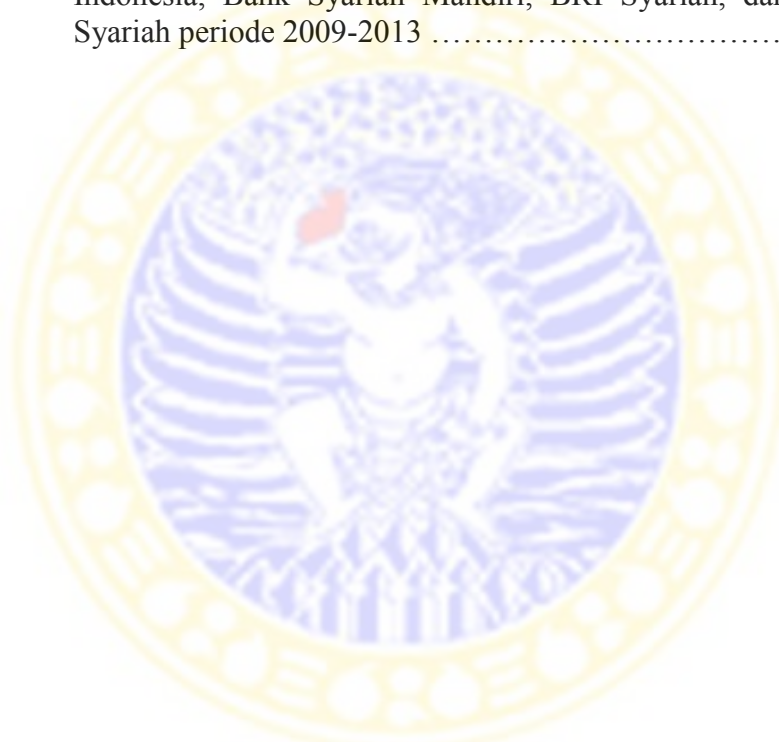 Indonesia, Bank Syariah Mandiri, BRI Syariah, dan
Syariah periode 2009-2013 ……………………………